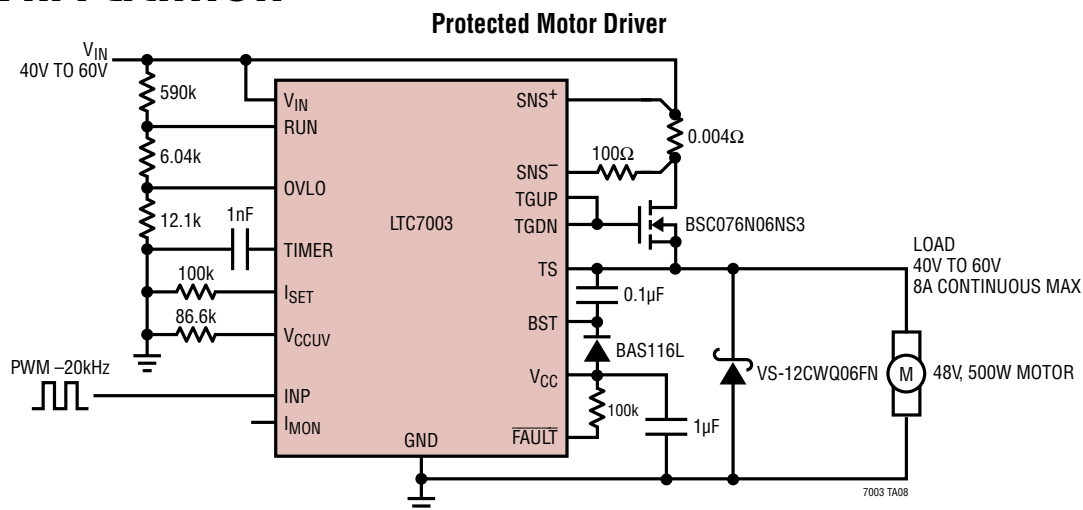 Protected Motor Driver
VIN
40V TO 60V
590k
6.04k
12.1k
1nF
100k
86.6k
PWM –20kHz
VIN
RUN
OVLO
TIMER
ISET
VCCUV
INP
IMON
LTC7003
GND
SNS+
SNS–
TGUP
TGDN
TS
BST
VCC
FAULT
0.004Ω
100Ω
BSC076N06NS3
LOAD
40V TO 60V
8A CONTINUOUS MAX
0.1µF
BAS116L
100k
1µF
VS-12CWQ06FN
M
48V, 500W MOTOR
7003 TA08